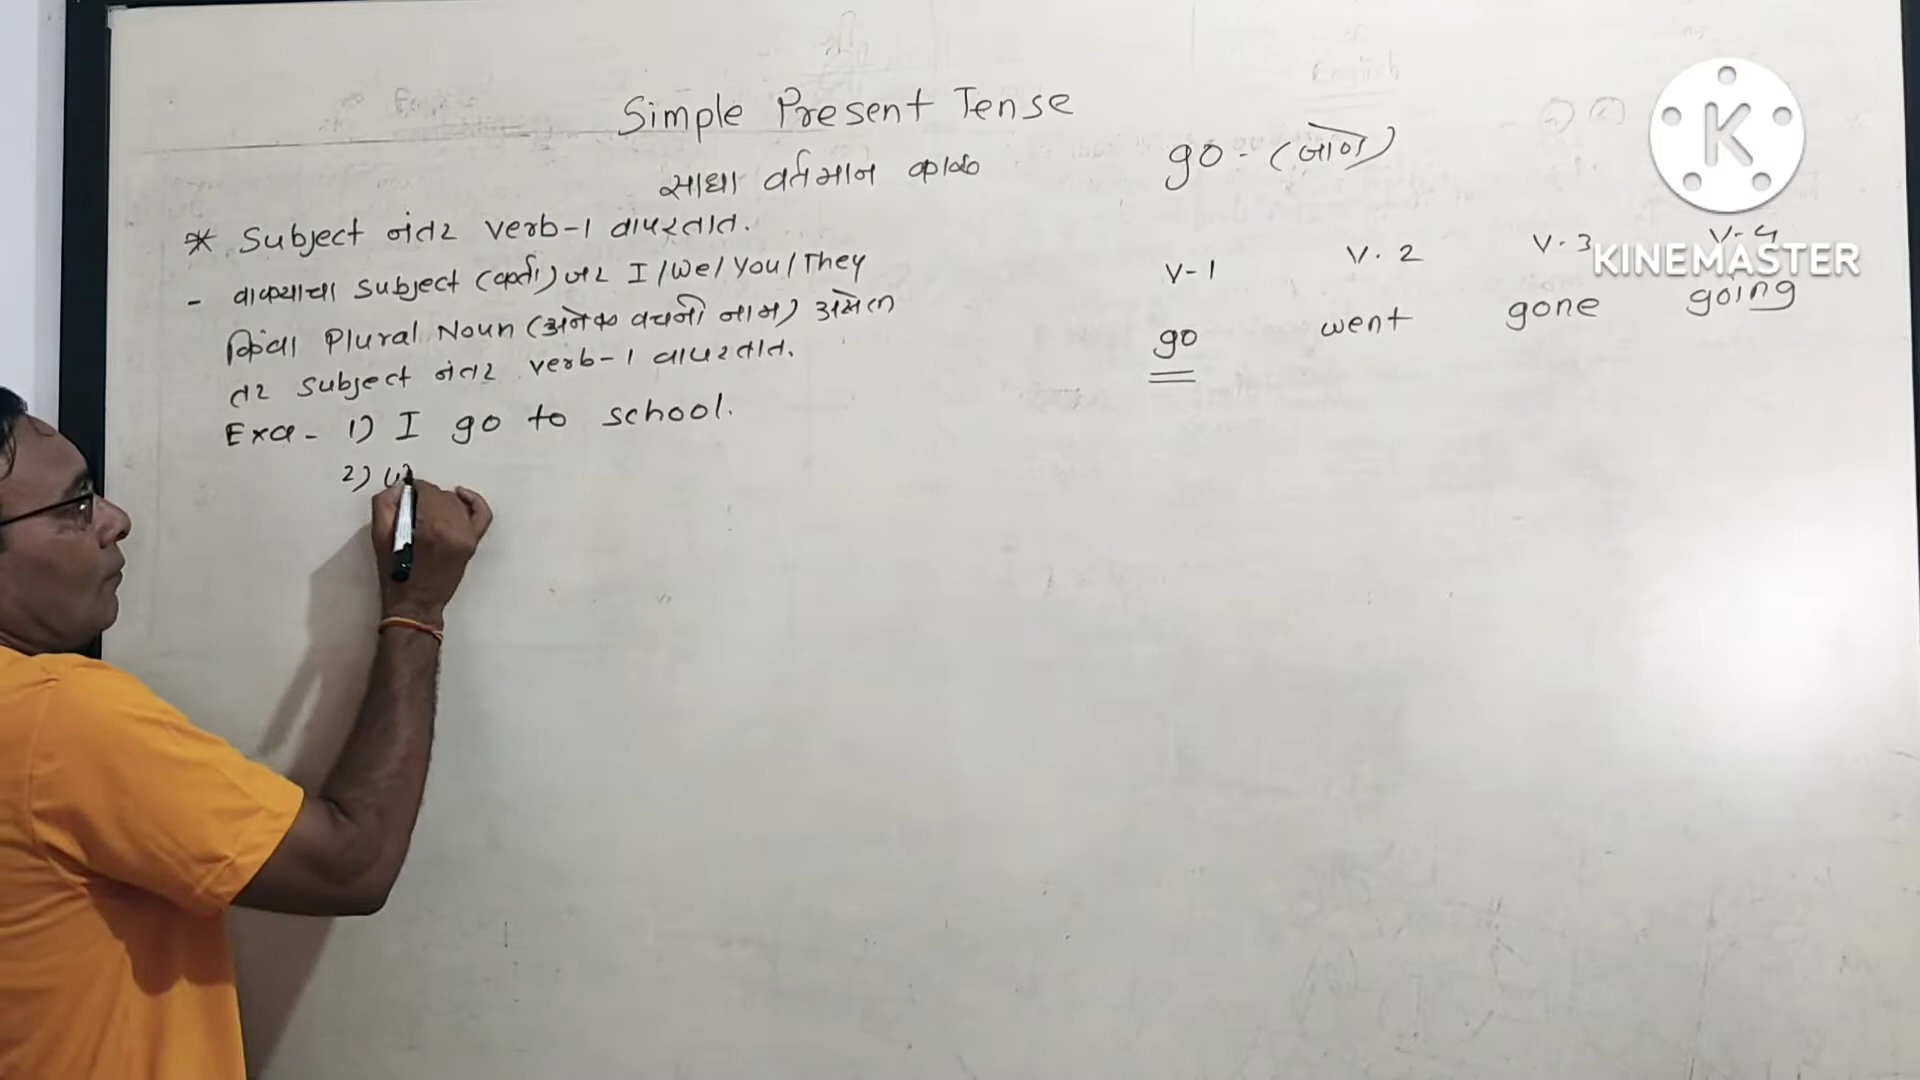 Simple Present Tense
साधा वर्तमान काळ
* Subject नंतर verb-1 वापरतात.
- वाक्याचा Subject (कर्ता) जर I/We/You/They
किंवा Plural Noun (अनेक वचनी नाम) असेल
तर Subject नंतर verb-1 वापरतात.
Exa- 1) I go to school.
2)
go - (जाणे)
V-1 V.2 V.3 V-4
go went gone going
K
KINEMASTER